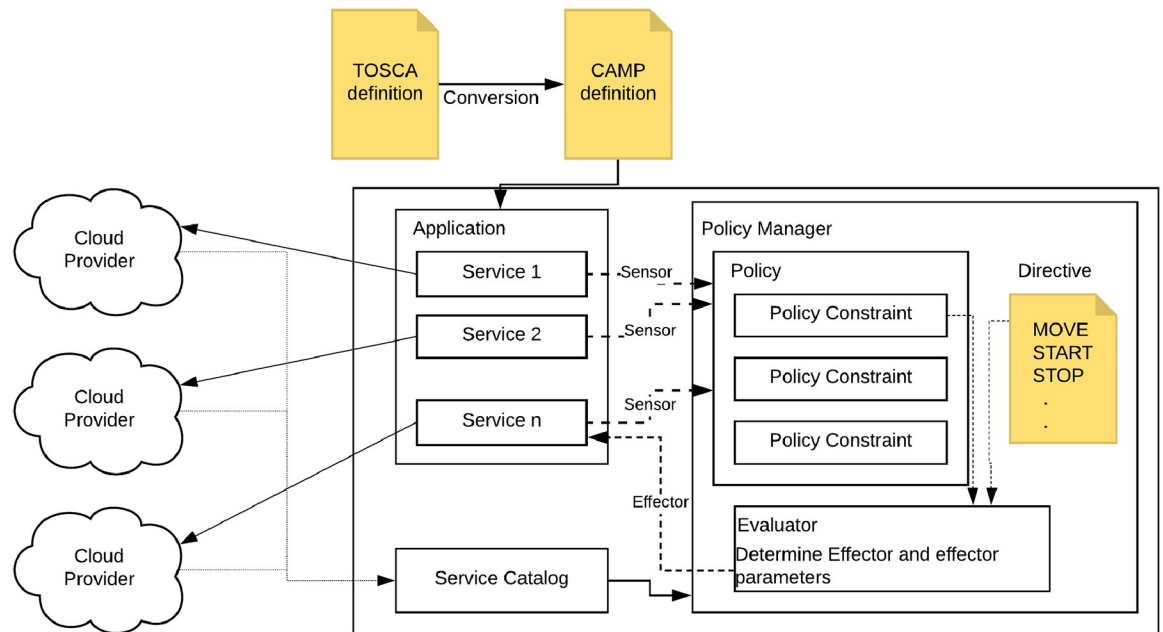 TOSCA
definition
Conversion
CAMP
definition
Cloud
Provider
Cloud
Provider
Cloud
Provider
Application
Service 1
Service 2
Service n
Sensor
Sensor
Sensor
Effector
Service Catalog
Policy Manager
Policy
Policy Constraint
Policy Constraint
Policy Constraint
Directive
MOVE
START
STOP
.
.
Evaluator
Determine Effector and effector
parameters